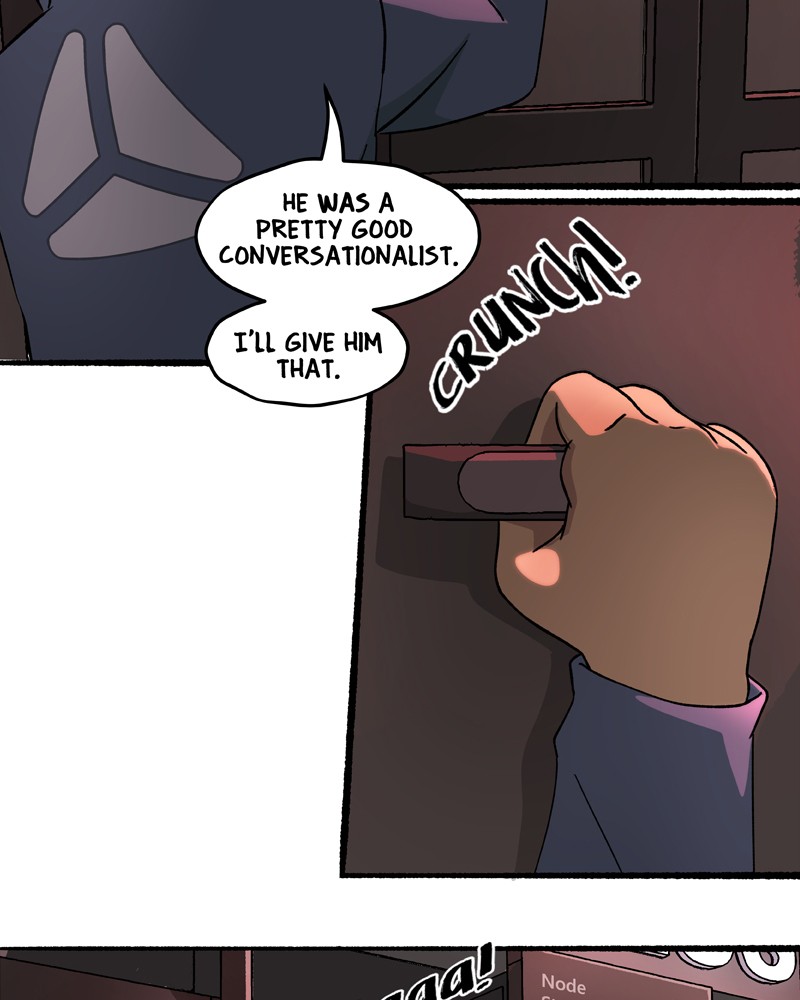 HE WAS A
PRETTY GOOD
CONVERSATIONALIST.
I'LL GIVE HIM
THAT.
CRUNCH!
Node